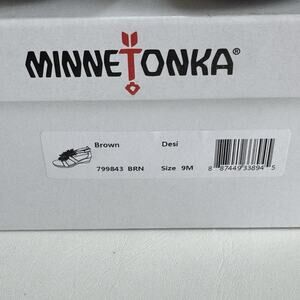 MINNETONKA®
Brown Desi
799843 BRN Size 9M 8 87449 33894 5